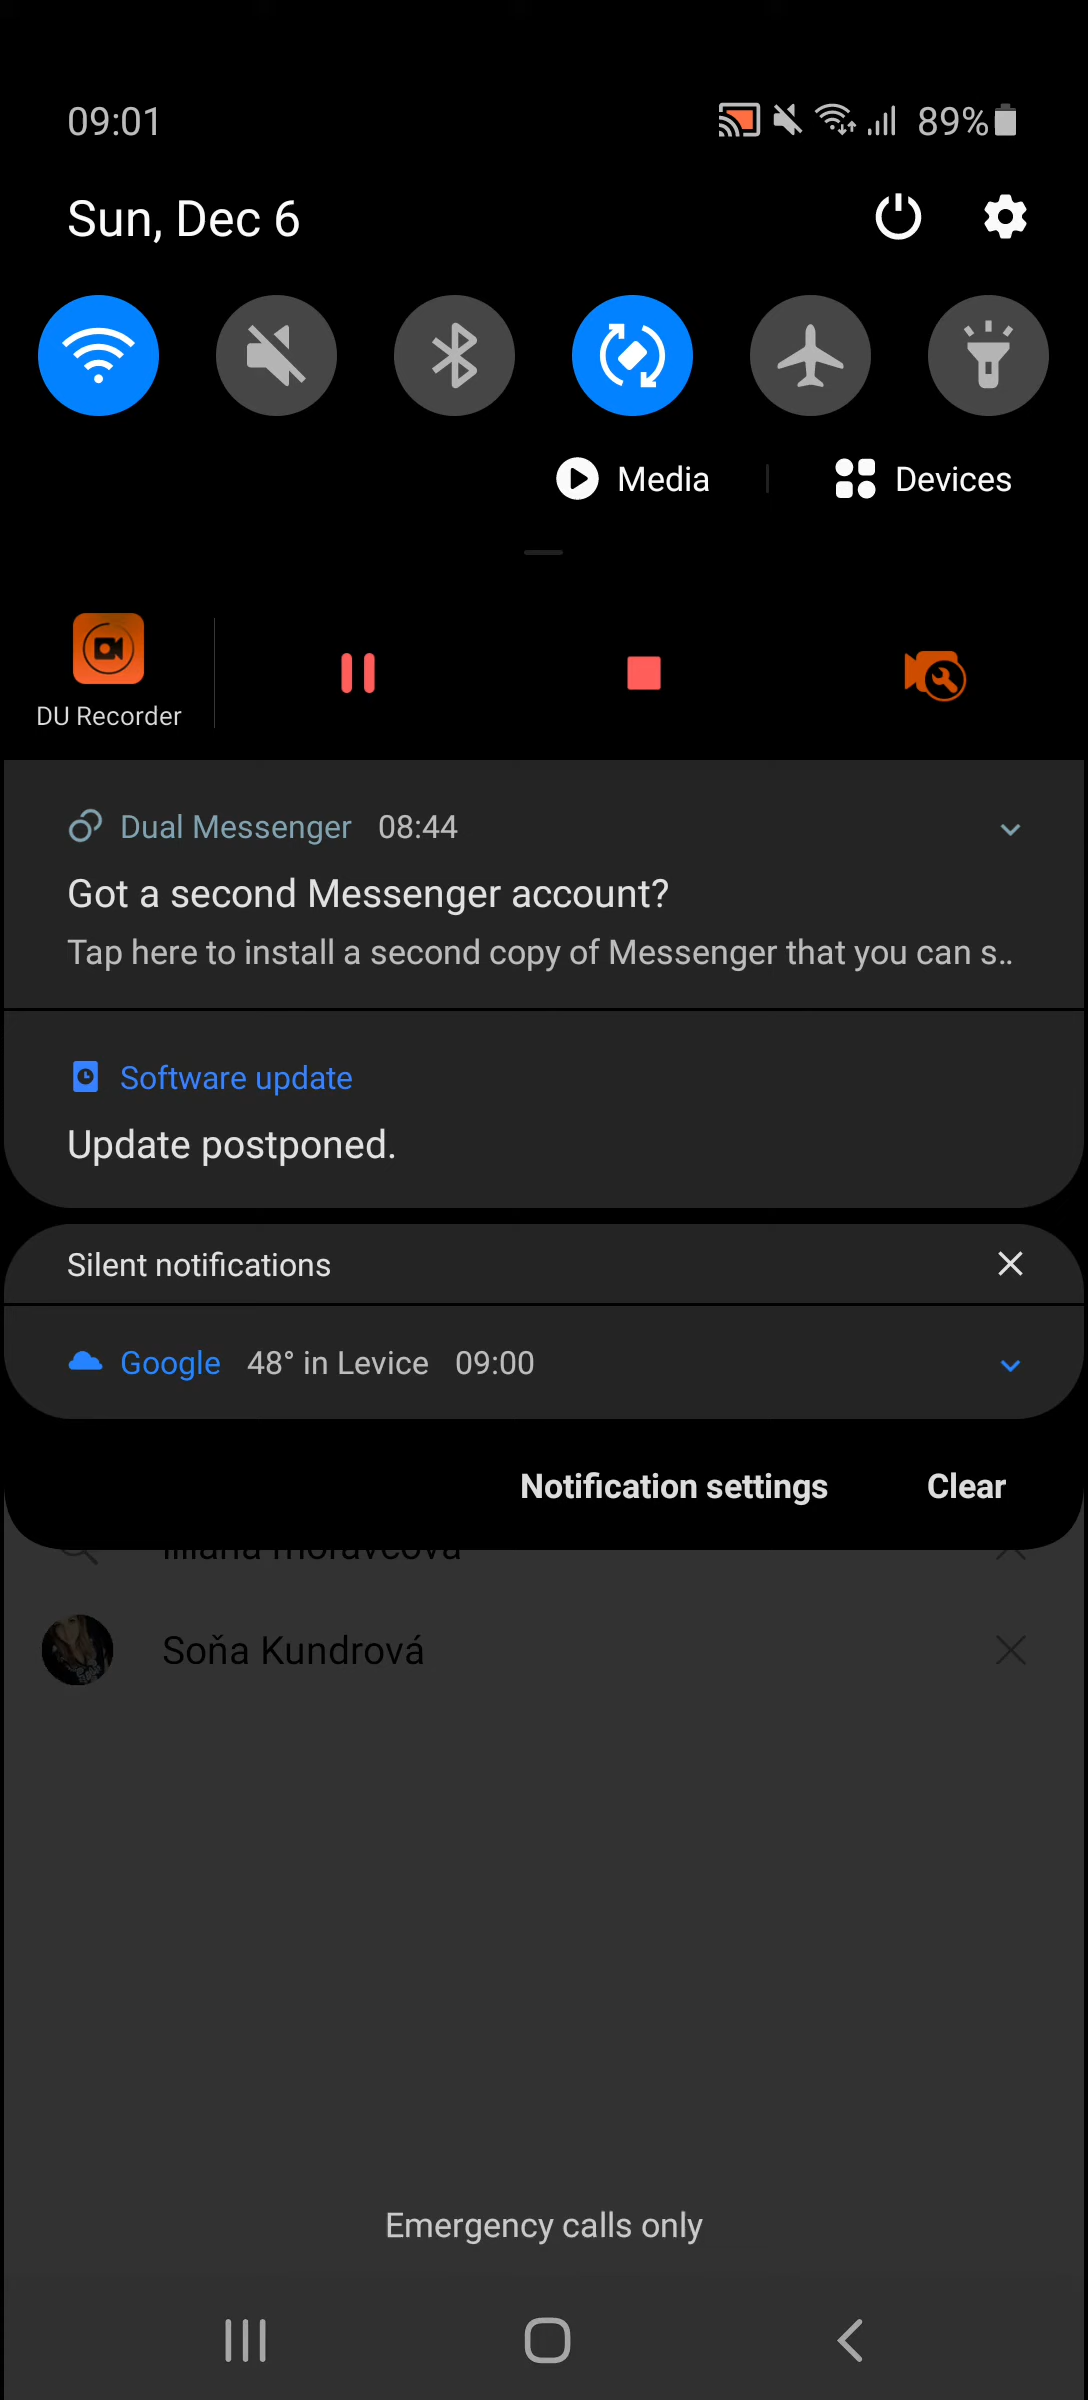 09:01
89%
Sun, Dec 6
Media
Devices
DU Recorder
Dual Messenger 08:44
Got a second Messenger account?
Tap here to install a second copy of Messenger that you can s..
Software update
Update postponed.
Silent notifications
Google 48° in Levice 09:00
Notification settings
Clear
moravcová
Soňa Kundrová
Emergency calls only